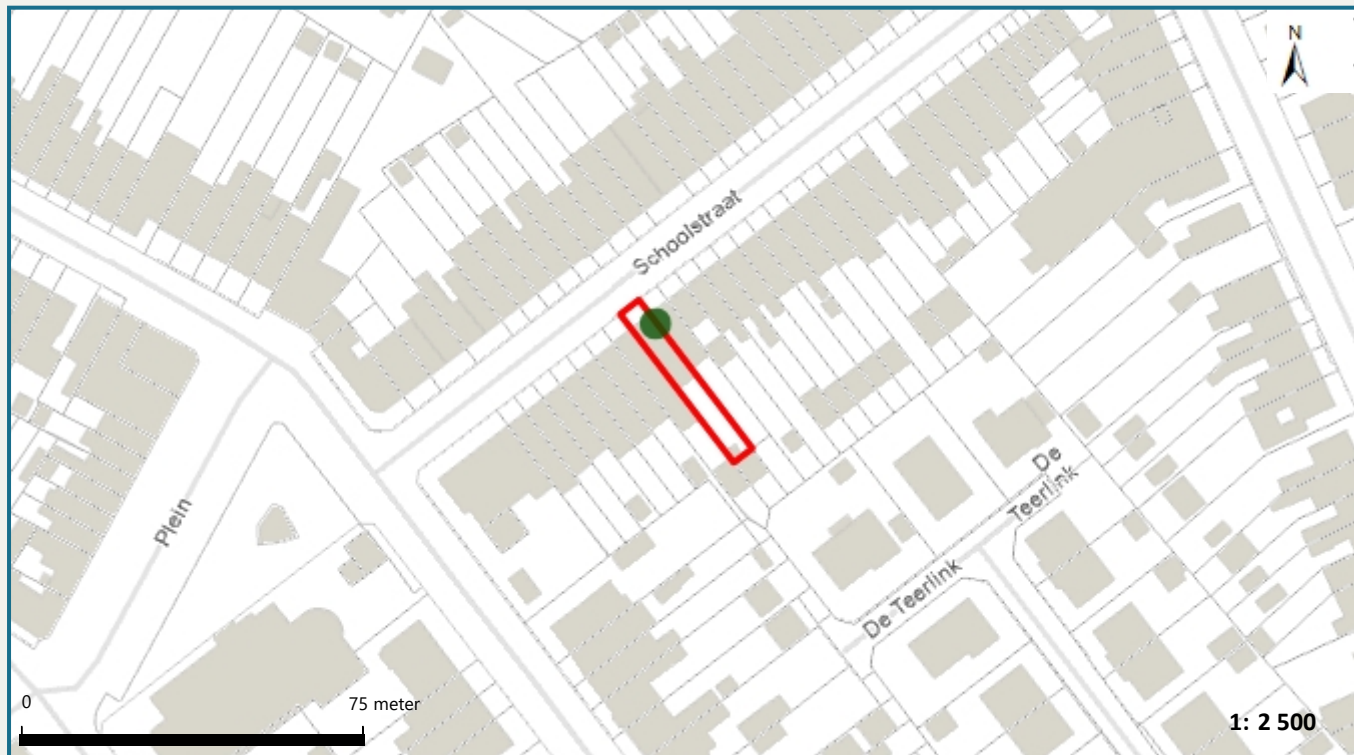 N
Schoolstraat
Plein
De
Teerlink
De Teerlink
0
75 meter
1: 2 500